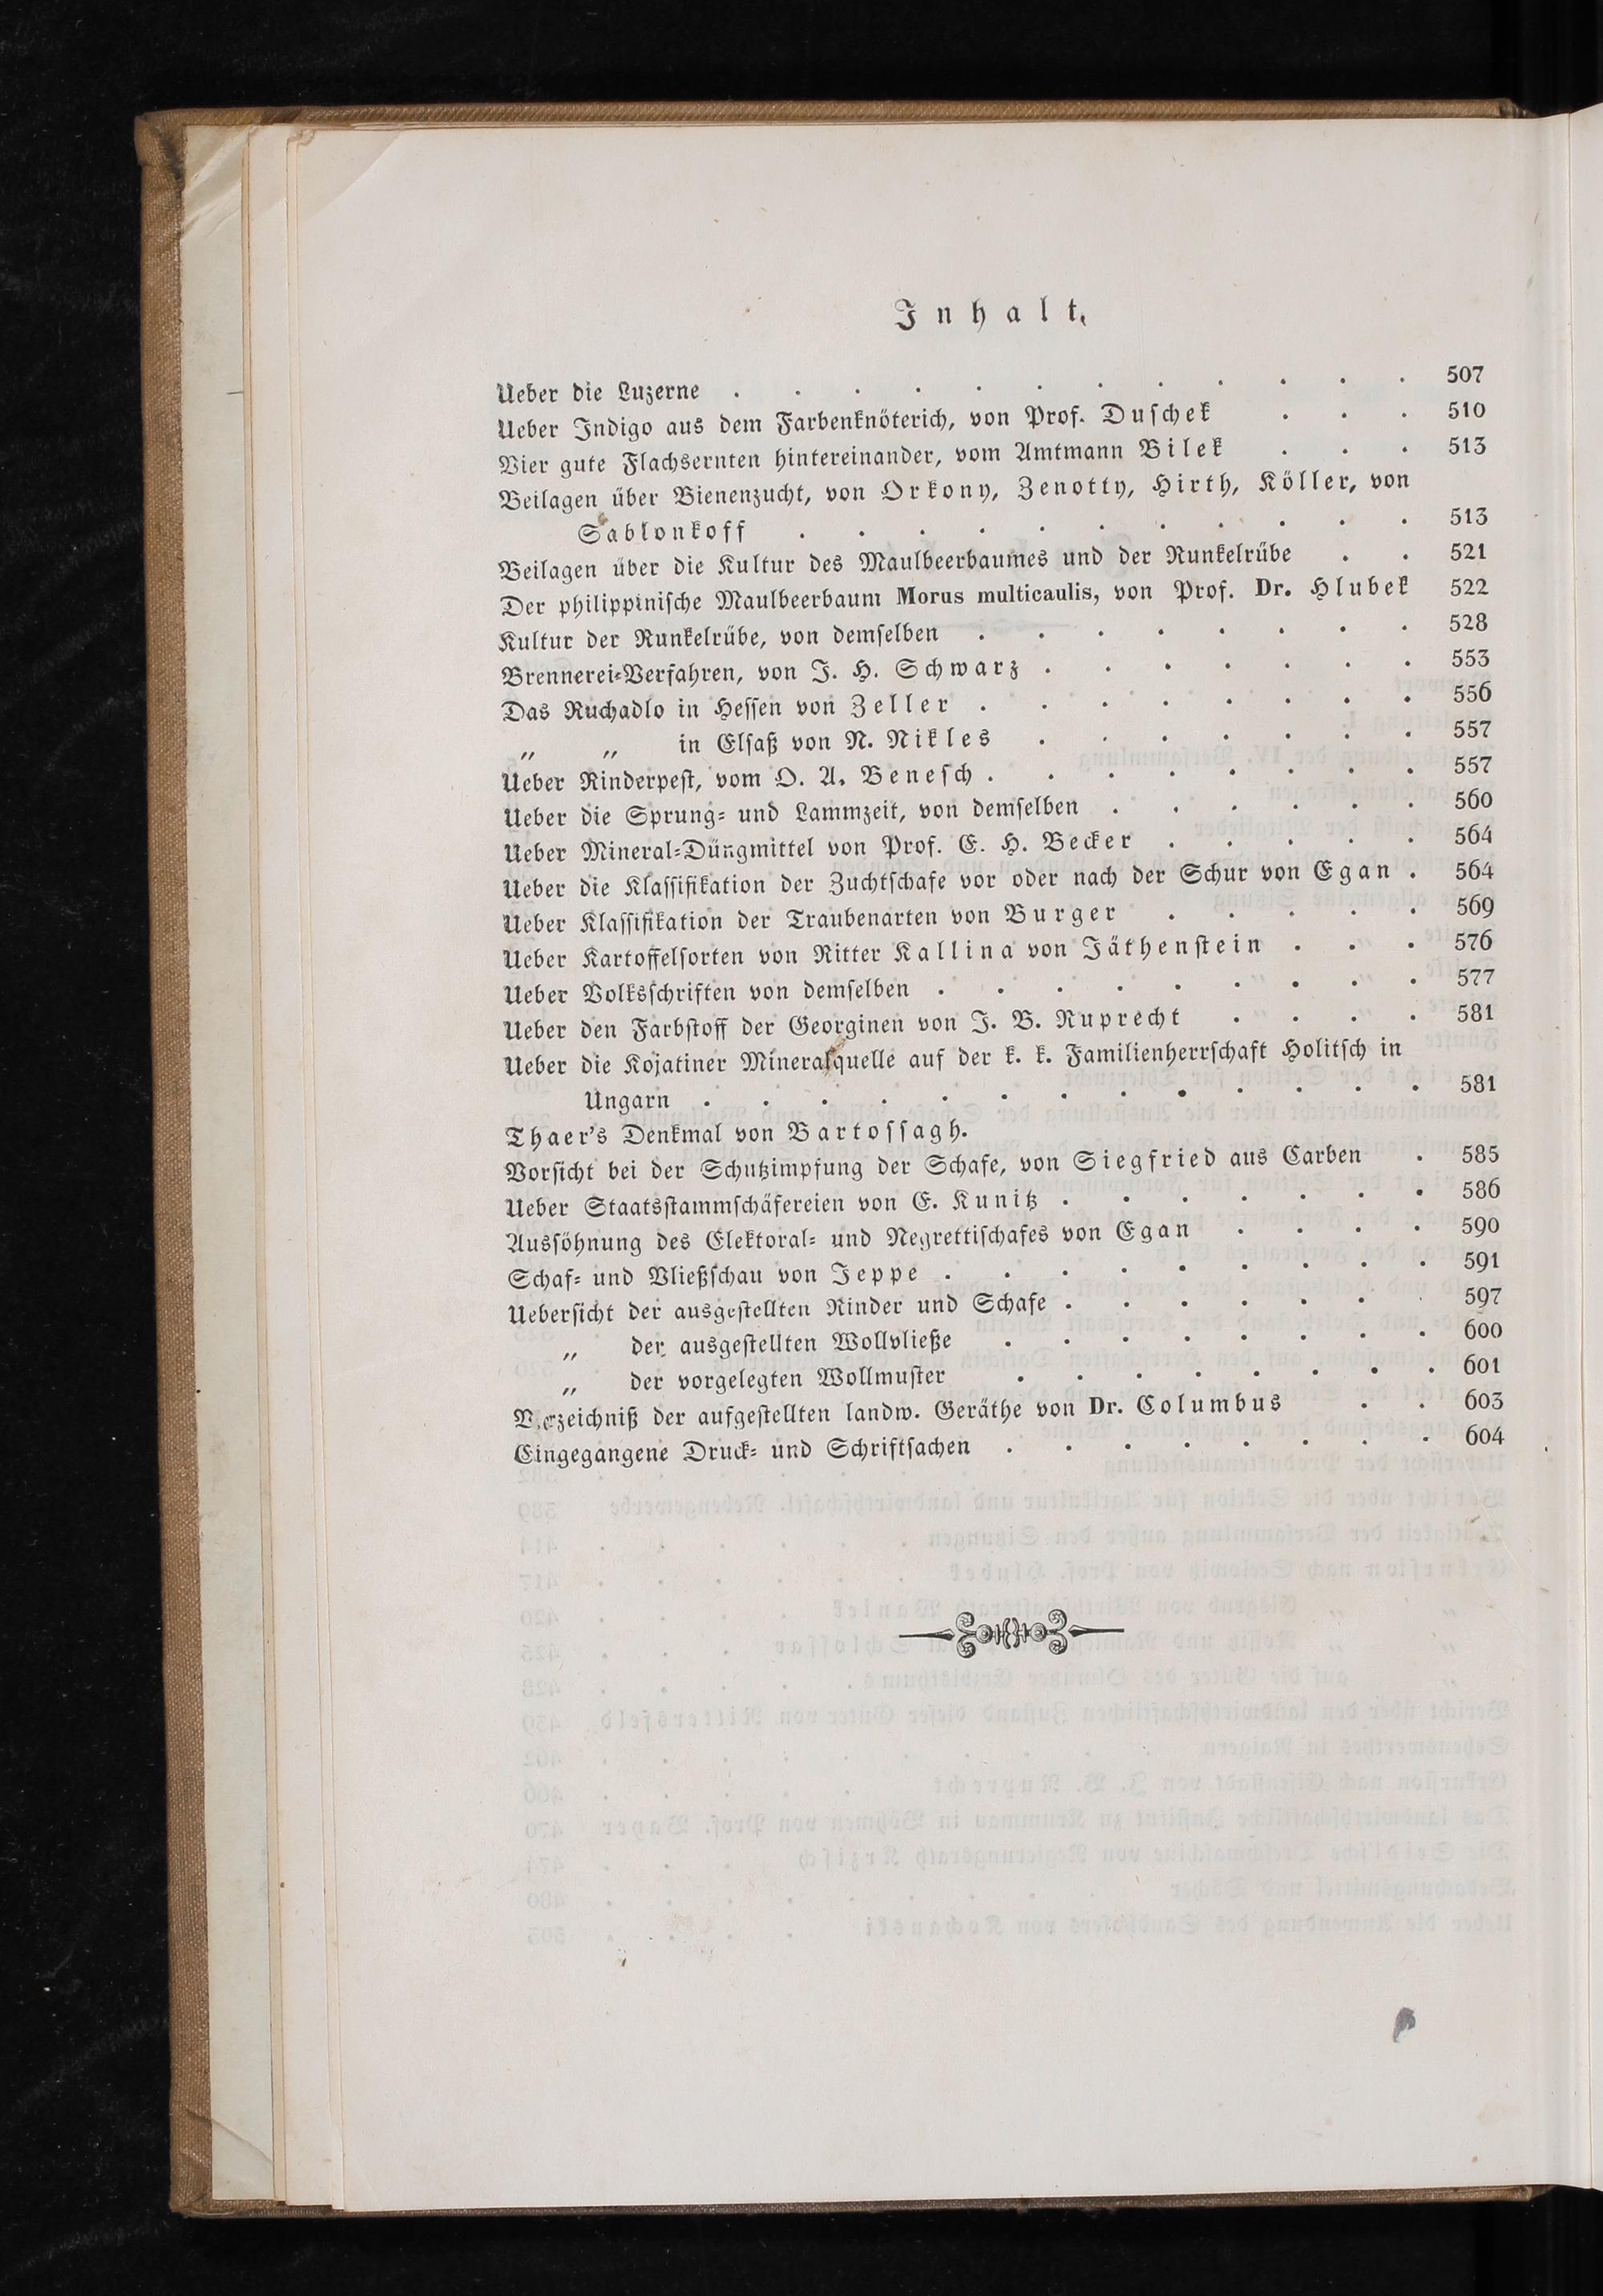 Inhalt.
Ueber die Luzerne . . . . . . . . . . . . 507
Ueber Indigo aus dem Farbenknöterich, von Prof. Duschek . . . 510
Vier gute Flachsernten hintereinander, vom Amtmann Bilek . . . 513
Beilagen über Bienenzucht, von Orkony, Zenotty, Hirth, Köller, von
Sablonkoff . . . . . . . . . . . 513
Beilagen über die Kultur des Maulbeerbaumes und der Runkelrübe . . 521
Der philippinische Maulbeerbaum Morus multicaulis, von Prof. Dr. Hlubek 522
Kultur der Runkelrübe, von demselben . . . . . . . . 528
Brennerei-Verfahren, von J. H. Schwarz . . . . . . . 553
Das Ruchadlo in Hessen von Zeller . . . . . . . . 556
„ „ in Elsaß von N. Nikles . . . . . . . 557
Ueber Rinderpest, vom O. A. Benesch . . . . . . . . 557
Ueber die Sprung- und Lammzeit, von demselben . . . . . . 560
Ueber Mineral-Düngmittel von Prof. E. H. Becker . . . . . 564
Ueber die Klassifikation der Zuchtschafe vor oder nach der Schur von Egan . 564
Ueber Klassifikation der Traubenarten von Burger . . . . . 569
Ueber Kartoffelsorten von Ritter Kallina von Jäthenstein . . . 576
Ueber Volksschriften von demselben . . . . . . . . . 577
Ueber den Farbstoff der Georginen von J. B. Ruprecht . . . . 581
Ueber die Kojatiner Mineralquelle auf der k. k. Familienherrschaft Holitsch in
Ungarn . . . . . . . . . . . . . 581
Thaer's Denkmal von Bartossagh.
Vorsicht bei der Schutzimpfung der Schafe, von Siegfried aus Carben . 585
Ueber Staatsstammschäfereien von E. Kunitz . . . . . . . 586
Aussöhnung des Elektoral- und Negrettischafes von Egan . . . . 590
Schaf- und Vließschau von Jeppe . . . . . . . . . 591
Uebersicht der ausgestellten Rinder und Schafe . . . . . . . 597
„ der ausgestellten Wollvließe . . . . . . . . 600
„ der vorgelegten Wollmuster . . . . . . . . 601
Verzeichniß der aufgestellten landw. Geräthe von Dr. Columbus . . 603
Eingegangene Druck- und Schriftsachen . . . . . . . . 604